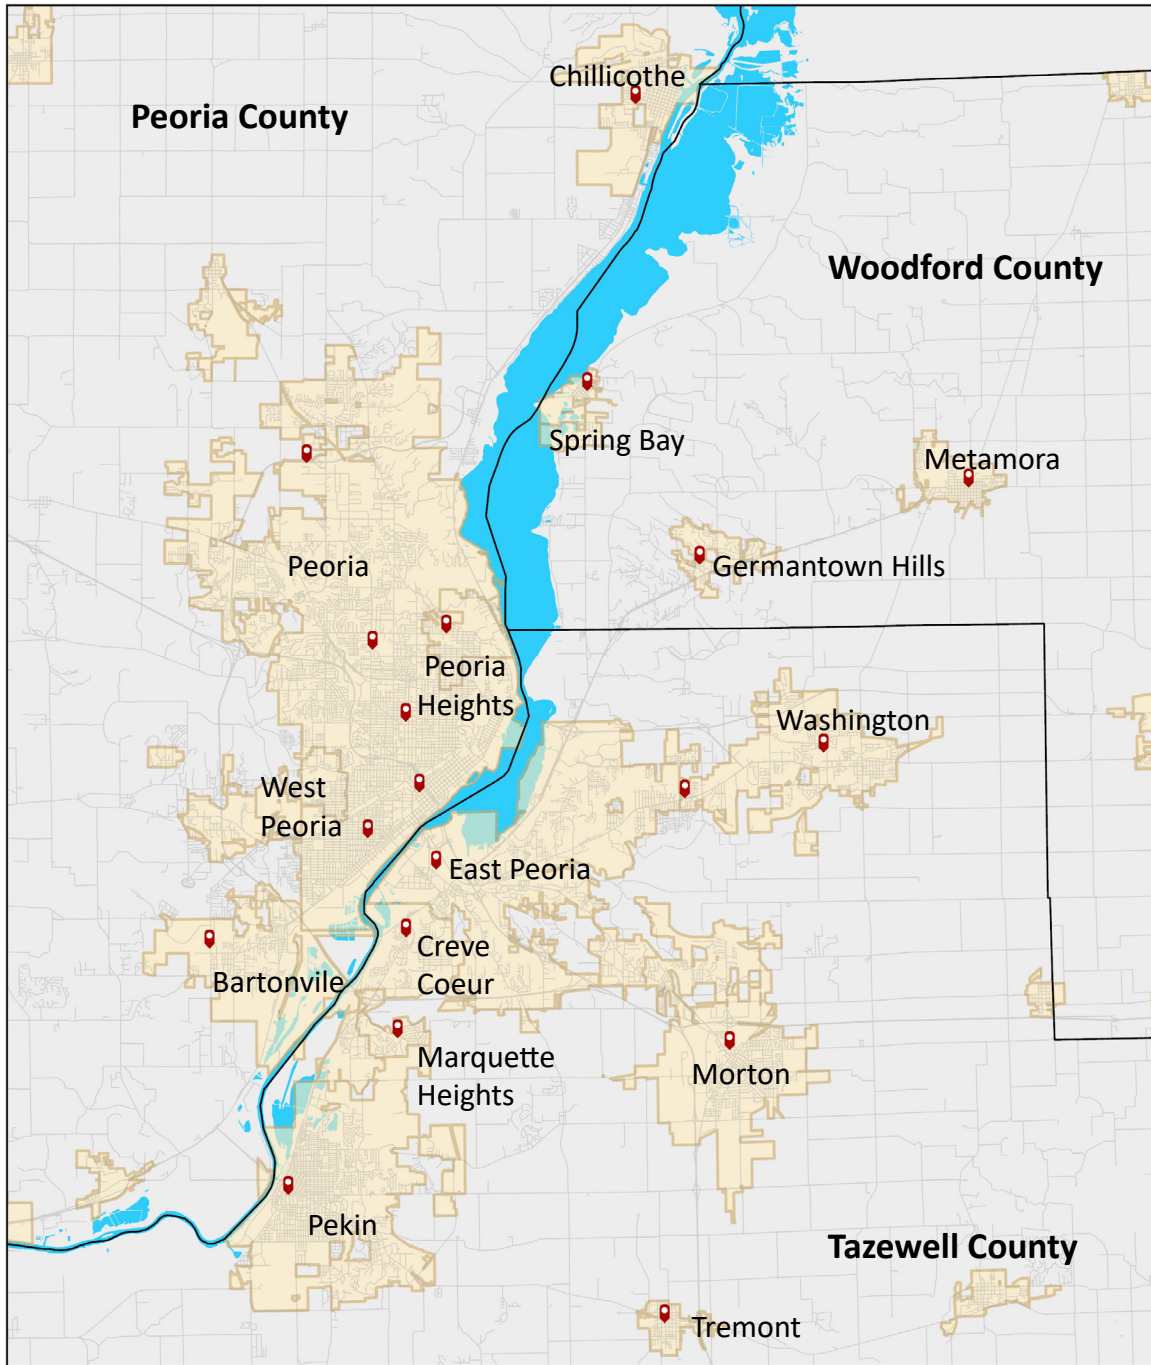 Chillicothe
Peoria County
Woodford County
Spring Bay
Metamora
Peoria
Germantown Hills
Peoria
Heights
Washington
West
Peoria
East Peoria
Creve
Coeur
Bartonvile
Marquette
Heights
Morton
Pekin
Tazewell County
Tremont